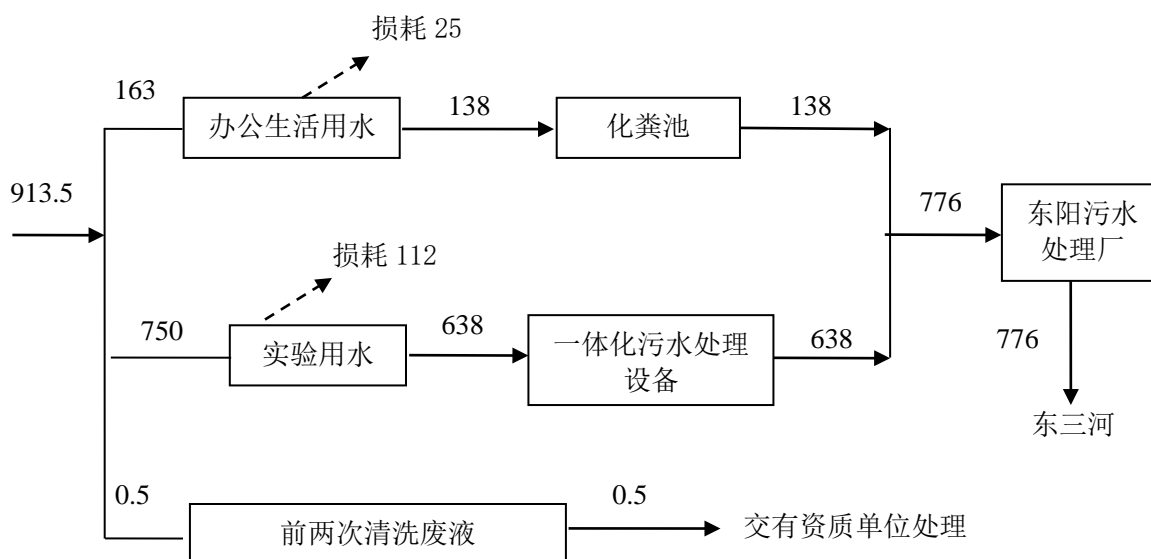 损耗 25
163
办公生活用水
138
化粪池
138
913.5
776
东阳污水
处理厂
损耗 112
750
实验用水
638
一体化污水处理
设备
638
776
东三河
0.5
前两次清洗废液
0.5
交有资质单位处理